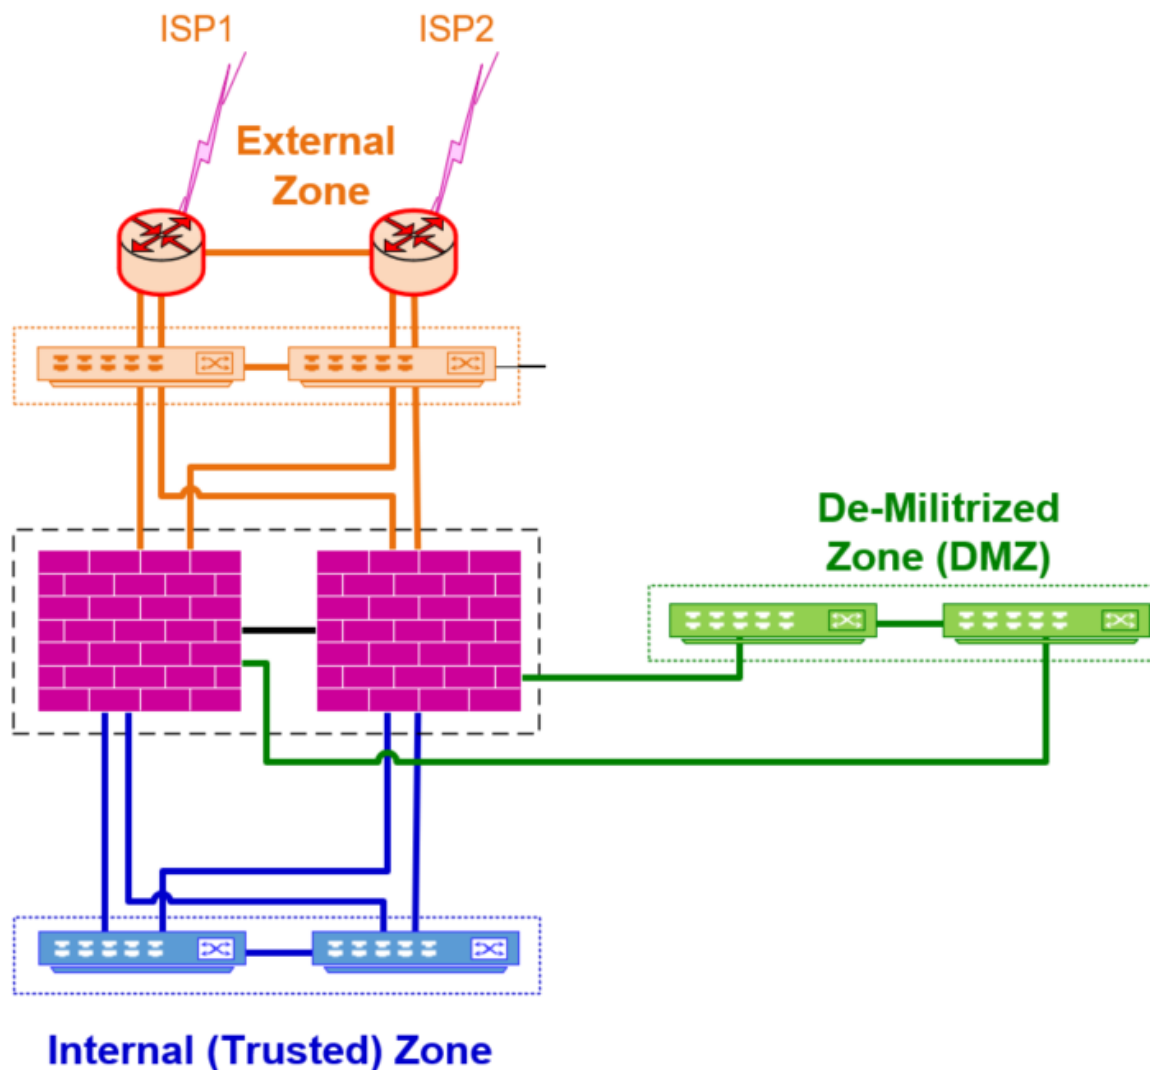 ISP1
ISP2
External
Zone
De-Militrized
Zone (DMZ)
Internal (Trusted) Zone